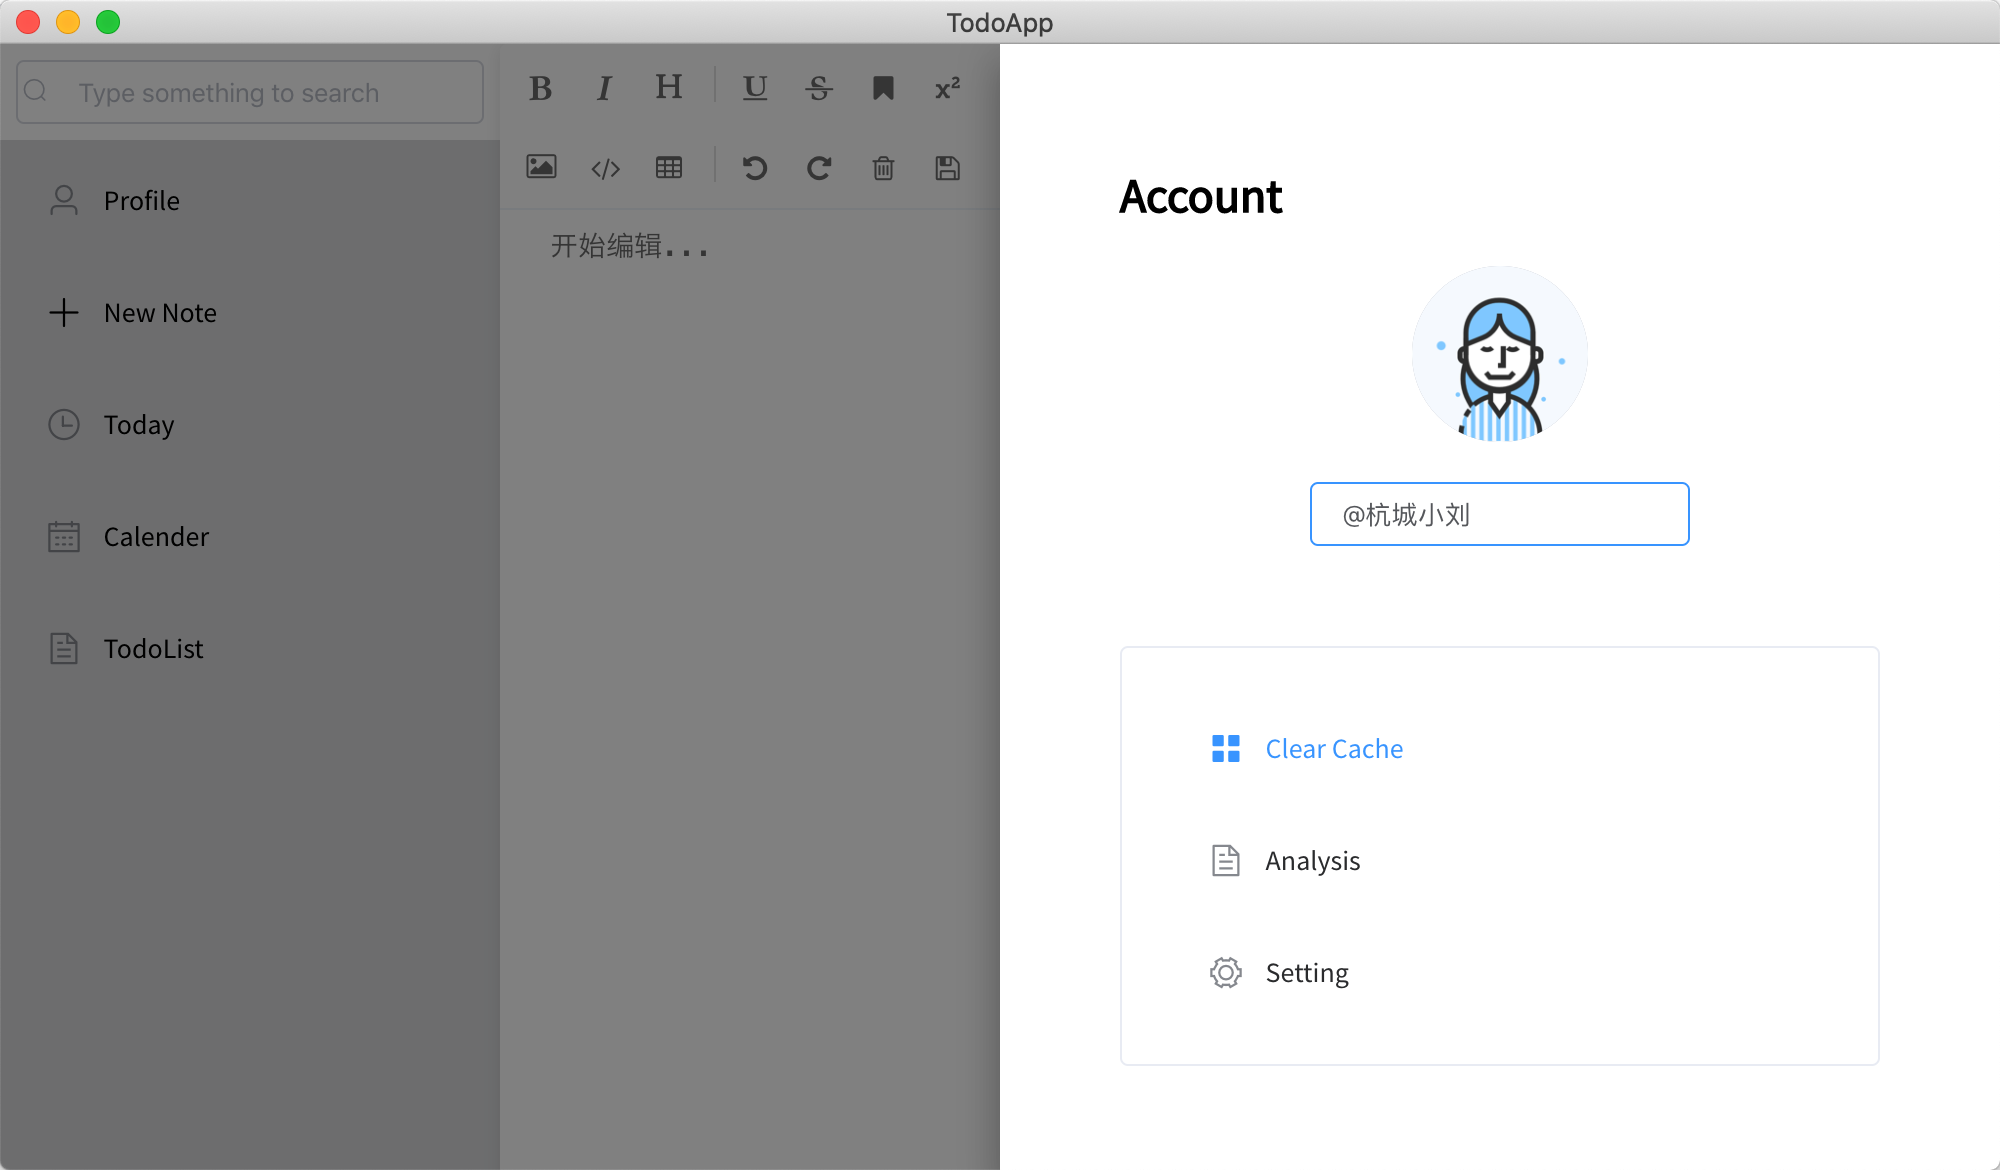 TodoApp
Type something to search
B I H U S x²
Profile
New Note
Today
Calender
TodoList
开始编辑...
Account
@杭城小刘
Clear Cache
Analysis
Setting